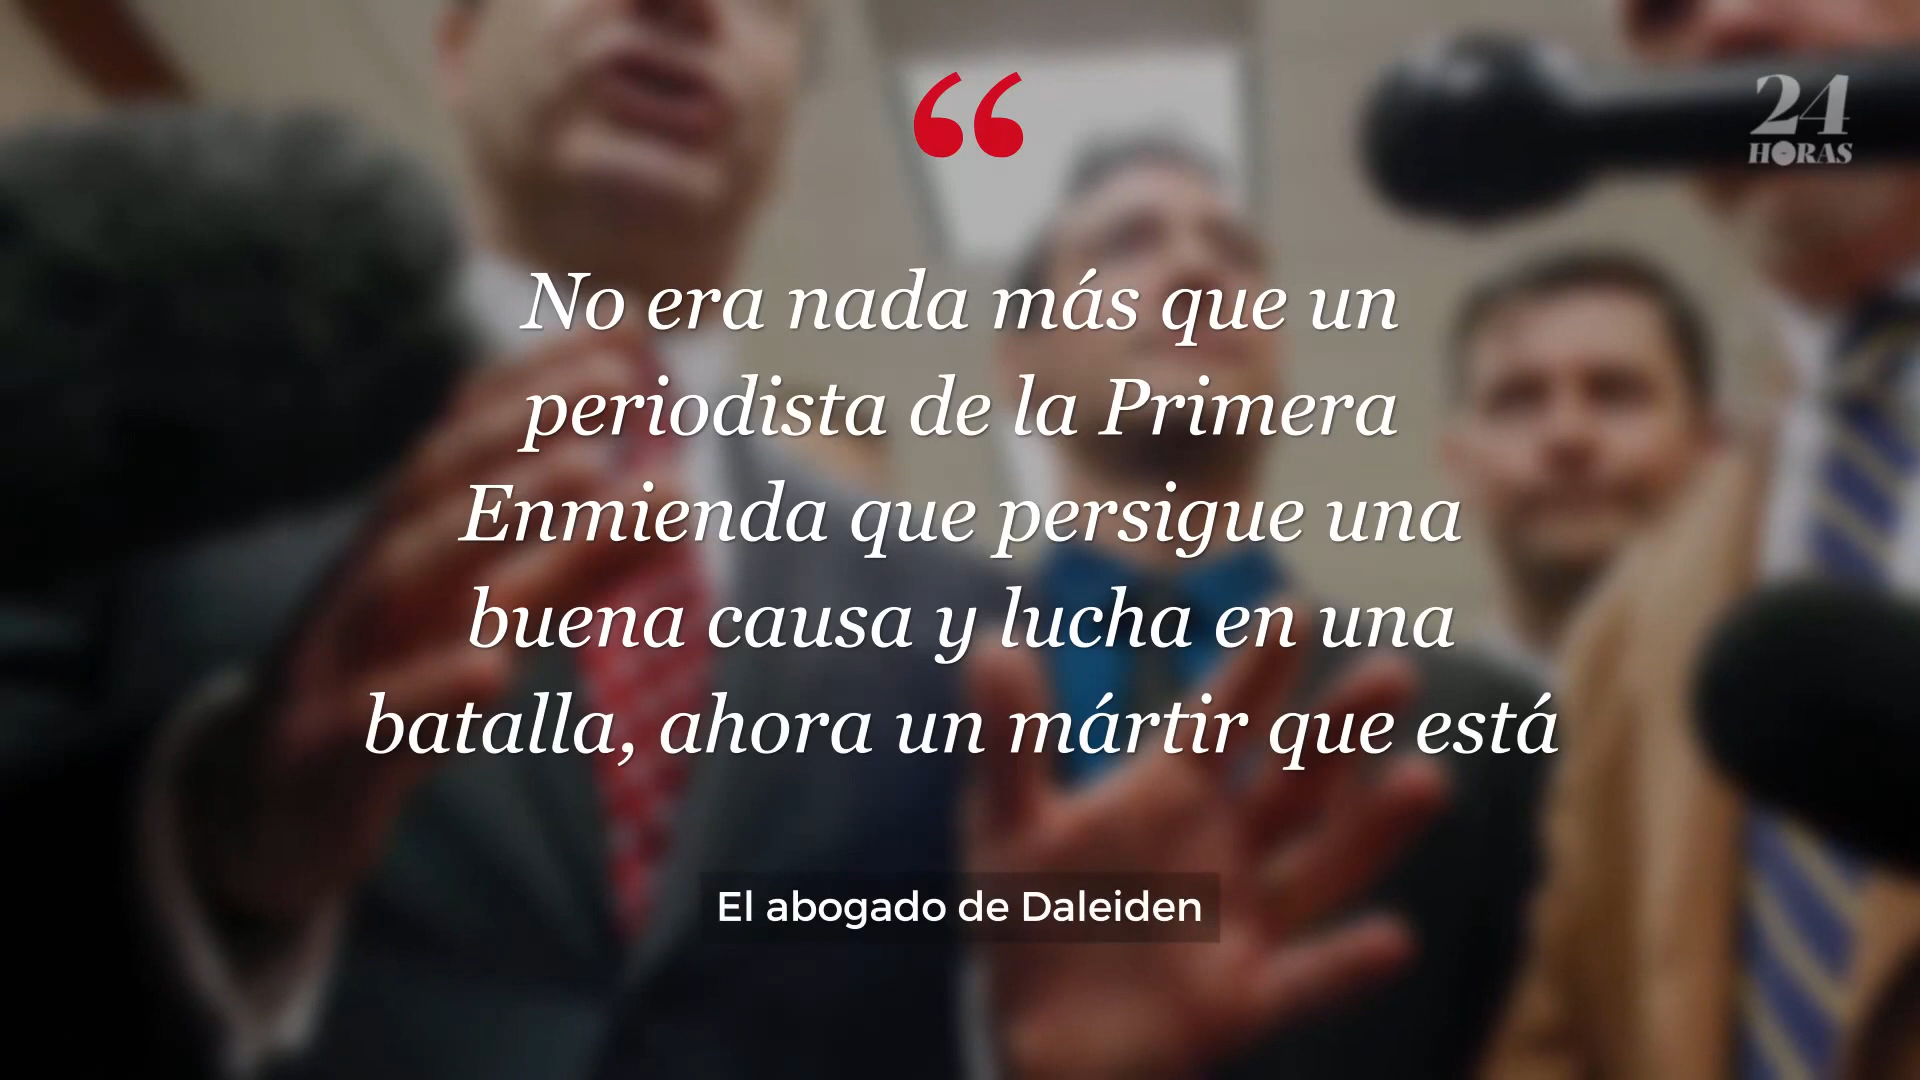 “
24
HORAS
No era nada más que un
periodista de la Primera
Enmienda que persigue una
buena causa y lucha en una
batalla, ahora un mártir que está
El abogado de Daleiden